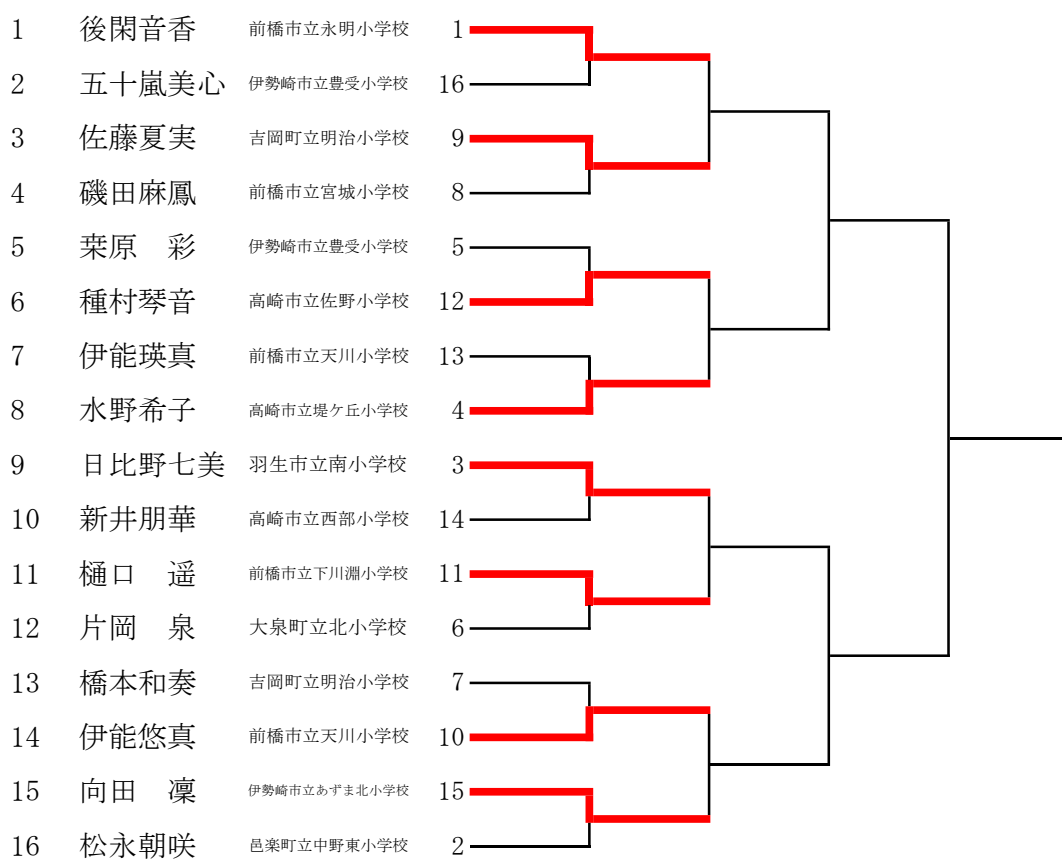 1 後閑音香 前橋市立永明小学校 1
2 五十嵐美心 伊勢崎市立豊受小学校 16
3 佐藤夏実 吉岡町立明治小学校 9
4 磯田麻鳳 前橋市立宮城小学校 8
5 桒原　彩 伊勢崎市立豊受小学校 5
6 種村琴音 高崎市立佐野小学校 12
7 伊能瑛真 前橋市立天川小学校 13
8 水野希子 高崎市立堤ケ丘小学校 4
9 日比野七美 羽生市立南小学校 3
10 新井朋華 高崎市立西部小学校 14
11 樋口　遥 前橋市立下川淵小学校 11
12 片岡　泉 大泉町立北小学校 6
13 橋本和奏 吉岡町立明治小学校 7
14 伊能悠真 前橋市立天川小学校 10
15 向田　凜 伊勢崎市立あずま北小学校 15
16 松永朝咲 邑楽町立中野東小学校 2